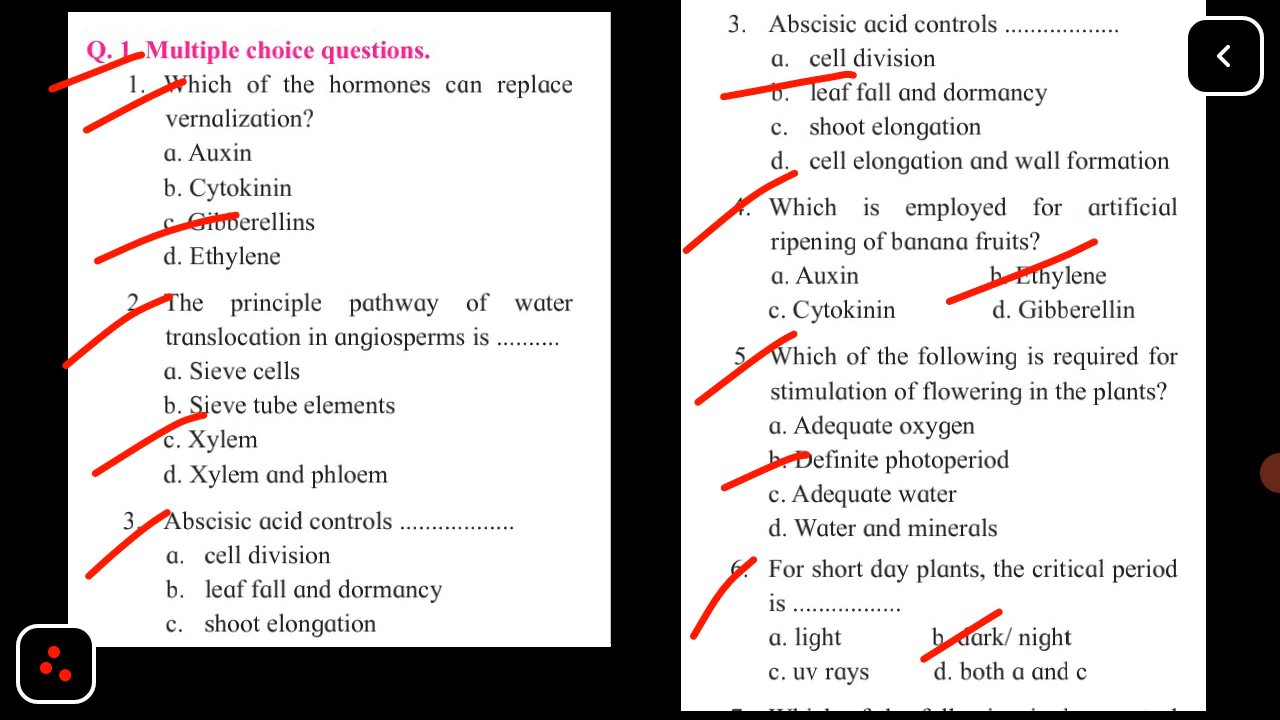 Q. 1. Multiple choice questions.
1. Which of the hormones can replace
vernalization?
a. Auxin
b. Cytokinin
c. Gibberellins
d. Ethylene
2. The principle pathway of water
translocation in angiosperms is ..........
a. Sieve cells
b. Sieve tube elements
c. Xylem
d. Xylem and phloem
3. Abscisic acid controls ..................
a. cell division
b. leaf fall and dormancy
c. shoot elongation
3. Abscisic acid controls ..................
a. cell division
b. leaf fall and dormancy
c. shoot elongation
d. cell elongation and wall formation
4. Which is employed for artificial
ripening of banana fruits?
a. Auxin b. Ethylene
c. Cytokinin d. Gibberellin
5. Which of the following is required for
stimulation of flowering in the plants?
a. Adequate oxygen
b. Definite photoperiod
c. Adequate water
d. Water and minerals
6. For short day plants, the critical period
is .................
a. light b. dark/ night
c. uv rays d. both a and c